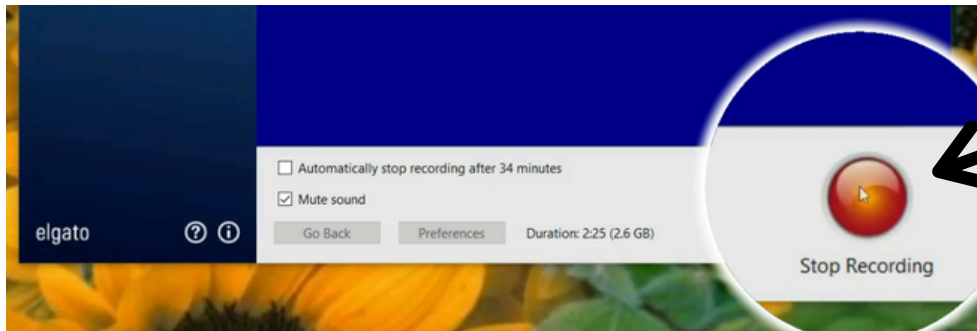 Automatically stop recording after 34 minutes
Mute sound
elgato
Go Back Preferences Duration: 2:25 (2.6 GB)
Stop Recording